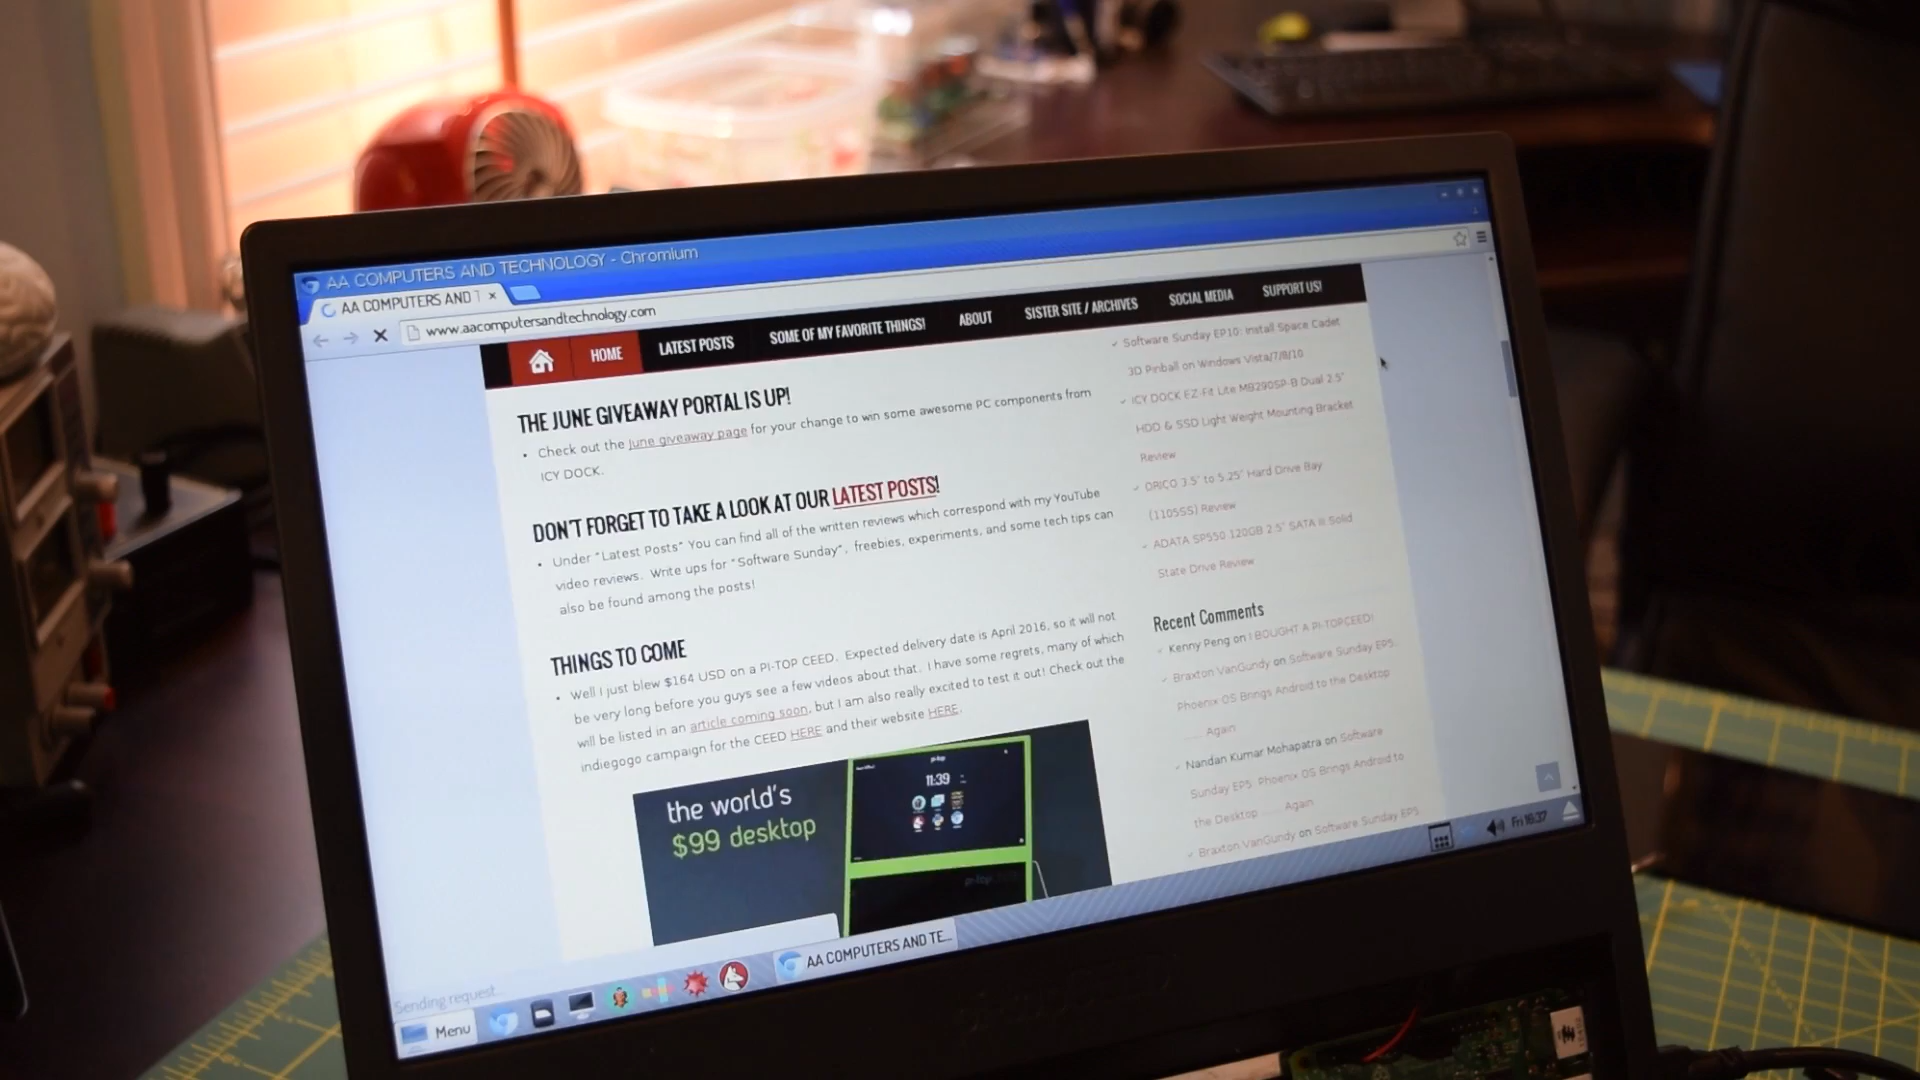 AA COMPUTERS AND TECHNOLOGY - Chromium
AA COMPUTERS AND T
www.aacomputersandtechnology.com
HOME
LATEST POSTS
SOME OF MY FAVORITE THINGS!
ABOUT
SISTER SITE / ARCHIVES
SOCIAL MEDIA
SUPPORT US!
THE JUNE GIVEAWAY PORTAL IS UP!
Check out the June giveaway page for your change to win some awesome PC components from
ICY DOCK.
DON'T FORGET TO TAKE A LOOK AT OUR LATEST POSTS!
Under "Latest Posts" You can find all of the written reviews which correspond with my YouTube
video reviews. Write ups for "Software Sunday", freebies, experiments, and some tech tips can
also be found among the posts!
THINGS TO COME
Well I just blew $164 USD on a PI-TOP CEED. Expected delivery date is April 2016, so it will not
be very long before you guys see a few videos about that. I have some regrets, many of which
will be listed in an article coming soon, but I am also really excited to test it out! Check out the
indiegogo campaign for the CEED HERE and their website HERE.
the world's
$99 desktop
pi-top
11:39
pi-top
Software Sunday EP10: Install Space Cadet
3D Pinball on Windows Vista/7/8/10
ICY DOCK EZ-Fit Lite MB290SP-B Dual 2.5"
HDD & SSD Light Weight Mounting Bracket
Review
ORICO 3.5" to 5.25" Hard Drive Bay
(1105SS) Review
ADATA SP550 120GB 2.5" SATA III Solid
State Drive Review
Recent Comments
Kenny Peng on I BOUGHT A PI-TOPCEED!
Braxton VanGundy on Software Sunday EP5:
Phoenix OS Brings Android to the Desktop
...... Again
Nandan Kumar Mohapatra on Software
Sunday EP5: Phoenix OS Brings Android to
the Desktop ...... Again
Braxton VanGundy on Software Sunday EP5:
Sending request...
Menu
AA COMPUTERS AND TE...
Fri 16:37